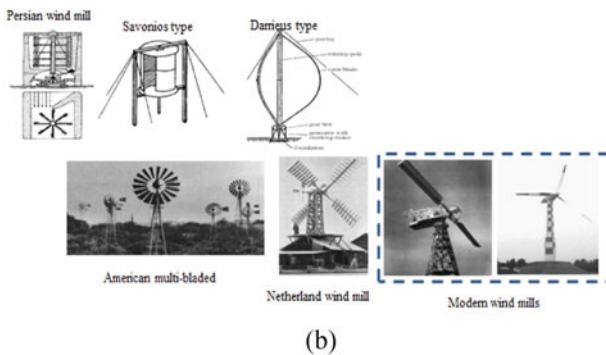 Persian wind mill
Savonios type
Darrieus type
American multi-bladed
Netherland wind mill
Modern wind mills
(b)